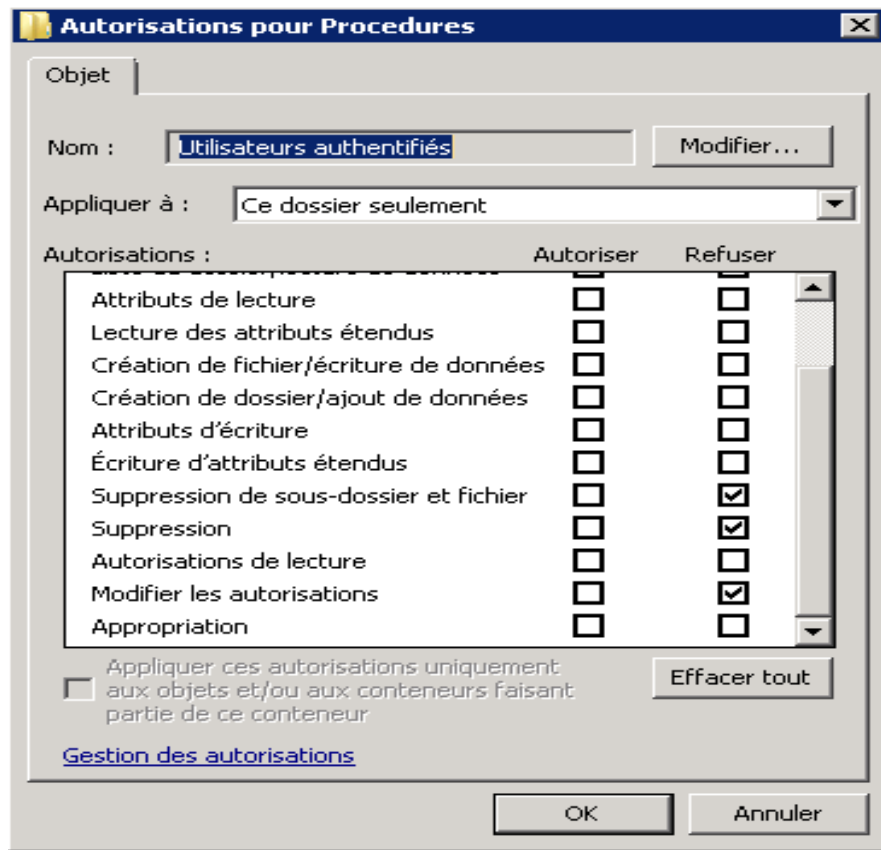 Autorisations pour Procedures
Objet
Nom : Utilisateurs authentifiés Modifier...
Appliquer à : Ce dossier seulement
Autorisations : Autoriser Refuser
Attributs de lecture
Lecture des attributs étendus
Création de fichier/écriture de données
Création de dossier/ajout de données
Attributs d'écriture
Écriture d'attributs étendus
Suppression de sous-dossier et fichier
Suppression
Autorisations de lecture
Modifier les autorisations
Appropriation
Appliquer ces autorisations uniquement
aux objets et/ou aux conteneurs faisant
partie de ce conteneur
Effacer tout
Gestion des autorisations
OK Annuler